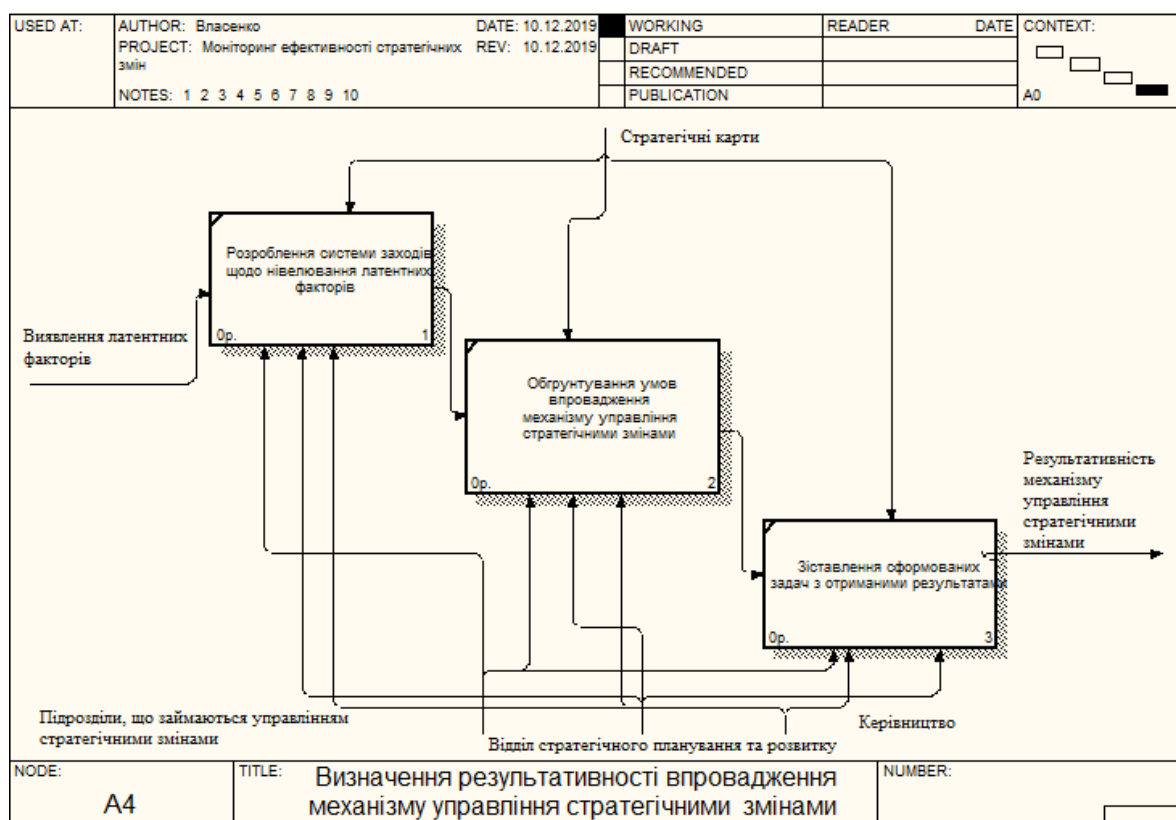 USED AT:
AUTHOR: Власенко
DATE: 10.12.2019
PROJECT: Моніторинг ефективності стратегічних
змін
REV: 10.12.2019
NOTES: 1 2 3 4 5 6 7 8 9 10
WORKING
DRAFT
RECOMMENDED
PUBLICATION
READER
DATE
CONTEXT:
A0
Стратегічні карти
Розроблення системи заходів
щодо нівелювання латентних
факторів
0р.
1
Виявлення латентних
факторів
Обгрунтування умов
впровадження
механізму управління
стратегічними змінами
0р.
2
Результативність
механізму
управління
стратегічними
змінами
Зіставлення сформованих
задач з отриманими результатами
0р.
3
Підрозділи, що займаються управлінням
стратегічними змінами
Керівництво
Відділ стратегічного планування та розвитку
NODE:
A4
TITLE:
Визначення результативності впровадження
механізму управління стратегічними змінами
NUMBER: